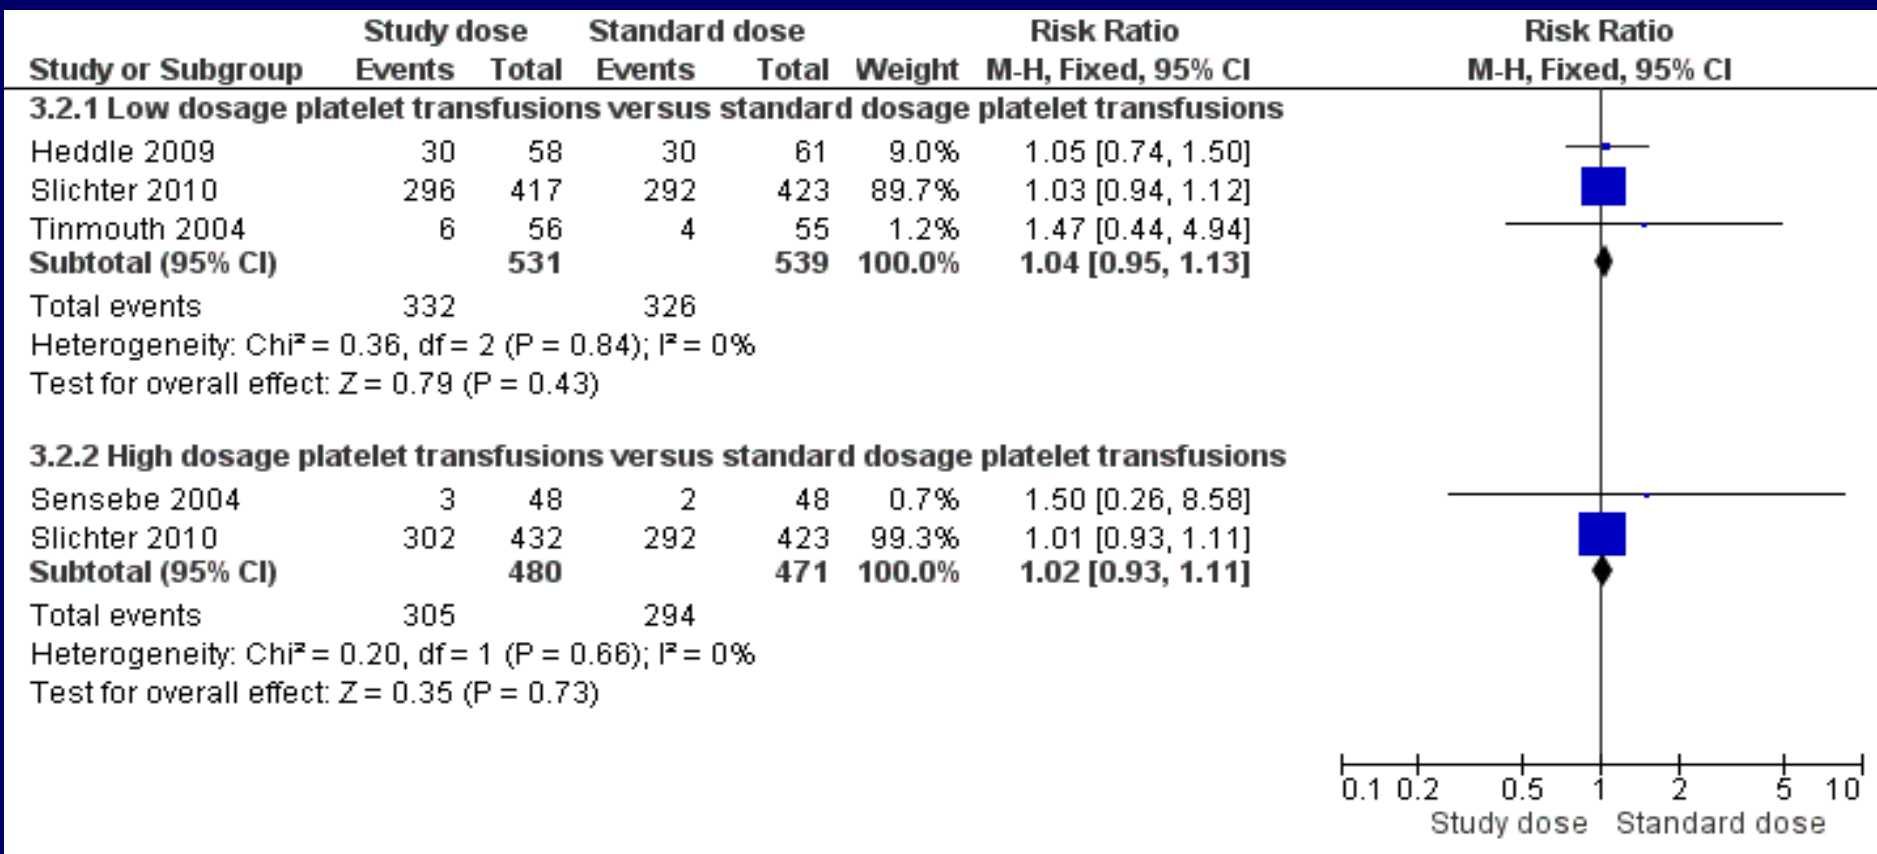 Study dose Standard dose Risk Ratio Risk Ratio
Study or Subgroup Events Total Events Total Weight M-H, Fixed, 95% CI M-H, Fixed, 95% CI
3.2.1 Low dosage platelet transfusions versus standard dosage platelet transfusions
Heddle 2009 30 58 30 61 9.0% 1.05 [0.74, 1.50]
Slichter 2010 296 417 292 423 89.7% 1.03 [0.94, 1.12]
Tinmouth 2004 6 56 4 55 1.2% 1.47 [0.44, 4.94]
Subtotal (95% CI) 531 539 100.0% 1.04 [0.95, 1.13]
Total events 332 326
Heterogeneity: Chi² = 0.36, df = 2 (P = 0.84); I² = 0%
Test for overall effect: Z = 0.79 (P = 0.43)
3.2.2 High dosage platelet transfusions versus standard dosage platelet transfusions
Sensebe 2004 3 48 2 48 0.7% 1.50 [0.26, 8.58]
Slichter 2010 302 432 292 423 99.3% 1.01 [0.93, 1.11]
Subtotal (95% CI) 480 471 100.0% 1.02 [0.93, 1.11]
Total events 305 294
Heterogeneity: Chi² = 0.20, df = 1 (P = 0.66); I² = 0%
Test for overall effect: Z = 0.35 (P = 0.73)
0.1 0.2 0.5 1 2 5 10
Study dose Standard dose